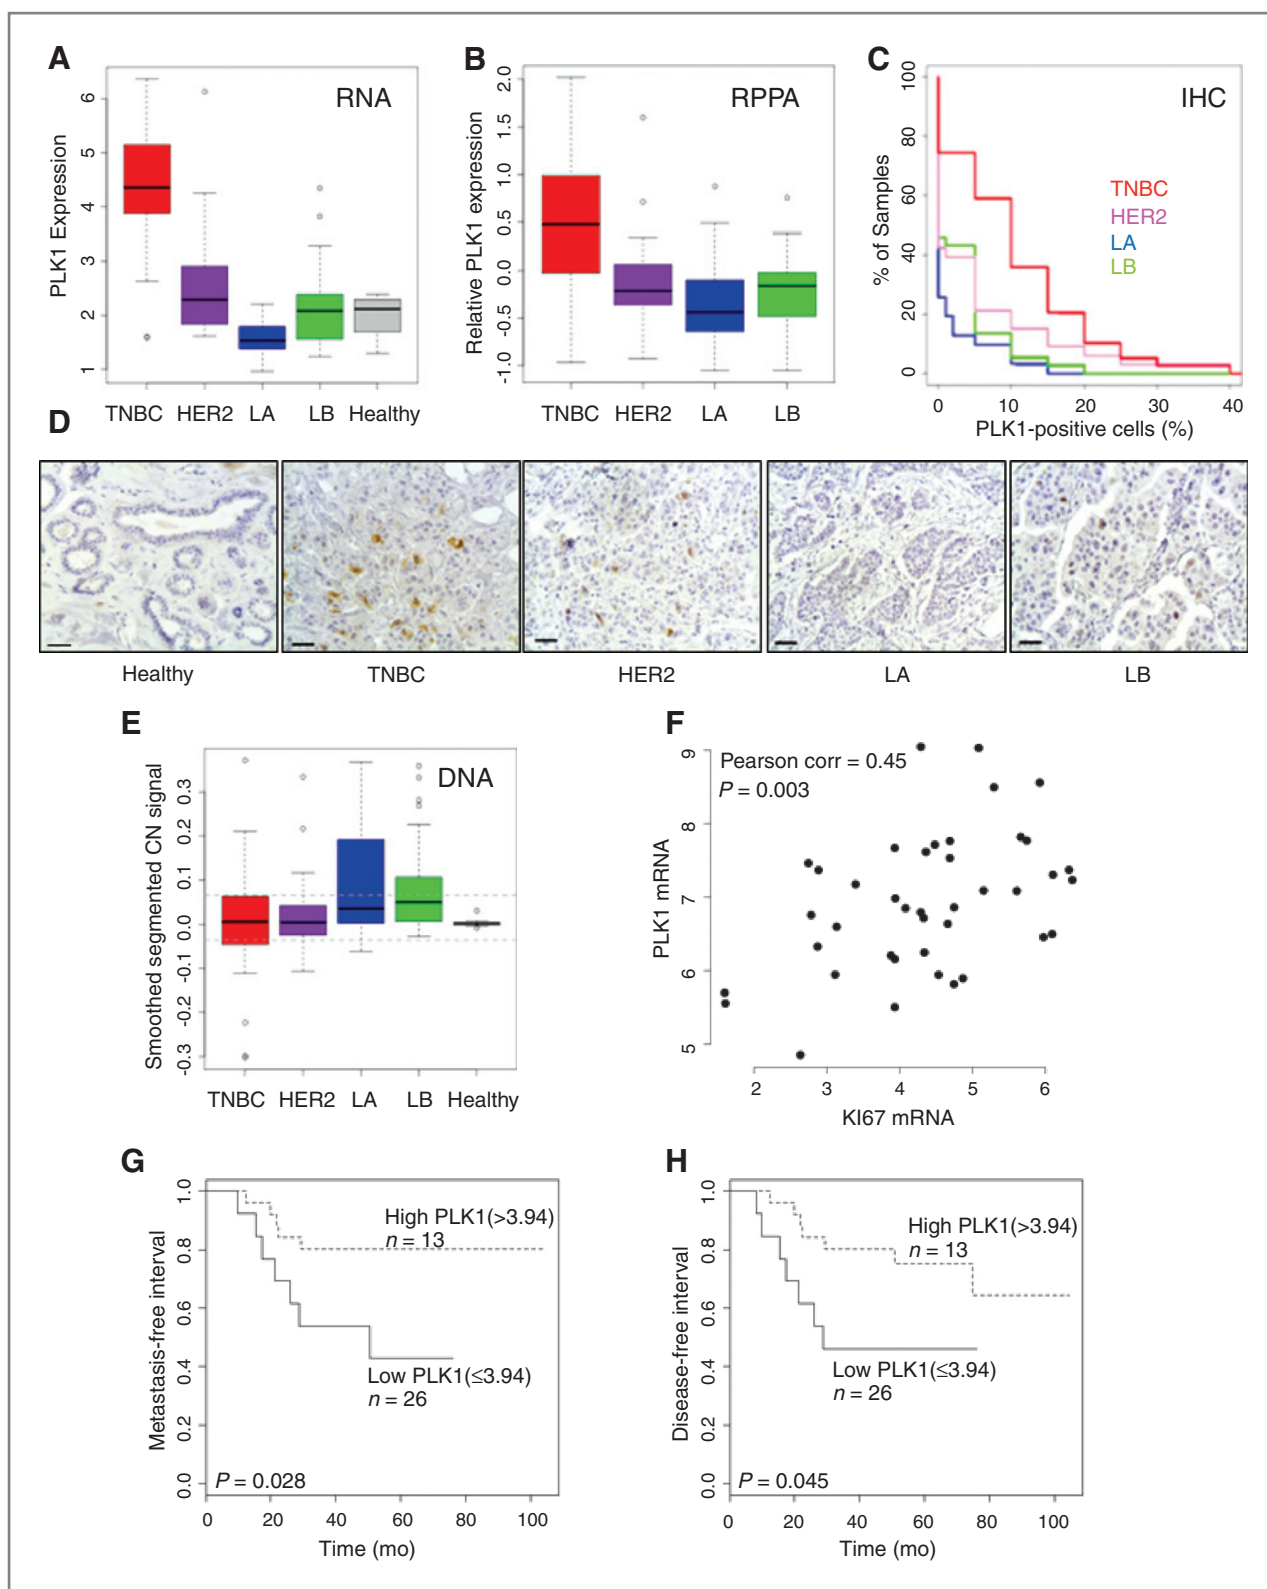 A
RNA
PLK1 Expression
6
5
4
3
2
1
TNBC HER2 LA LB Healthy
B
RPPA
Relative PLK1 expression
2.0
1.5
1.0
0.5
0.0
-0.5
-1.0
TNBC HER2 LA LB
C
IHC
% of Samples
100
80
60
40
20
0
TNBC
HER2
LA
LB
0 10 20 30 40
PLK1-positive cells (%)
D
Healthy TNBC HER2 LA LB
E
DNA
Smoothed segmented CN signal
0.3
0.2
0.1
0.0
-0.1
-0.2
-0.3
TNBC HER2 LA LB Healthy
F
Pearson corr = 0.45
P = 0.003
PLK1 mRNA
9
8
7
6
5
2 3 4 5 6
KI67 mRNA
G
Metastasis-free interval
1.0
0.8
0.6
0.4
0.2
0.0
High PLK1(>3.94)
n = 13
Low PLK1(≤3.94)
n = 26
P = 0.028
0 20 40 60 80 100
Time (mo)
H
Disease-free interval
1.0
0.8
0.6
0.4
0.2
0.0
High PLK1(>3.94)
n = 13
Low PLK1(≤3.94)
n = 26
P = 0.045
0 20 40 60 80 100
Time (mo)